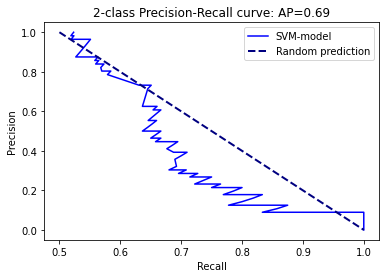 2-class Precision-Recall curve: AP=0.69
SVM-model
Random prediction
Precision
1.0
0.8
0.6
0.4
0.2
0.0
0.5 0.6 0.7 0.8 0.9 1.0
Recall